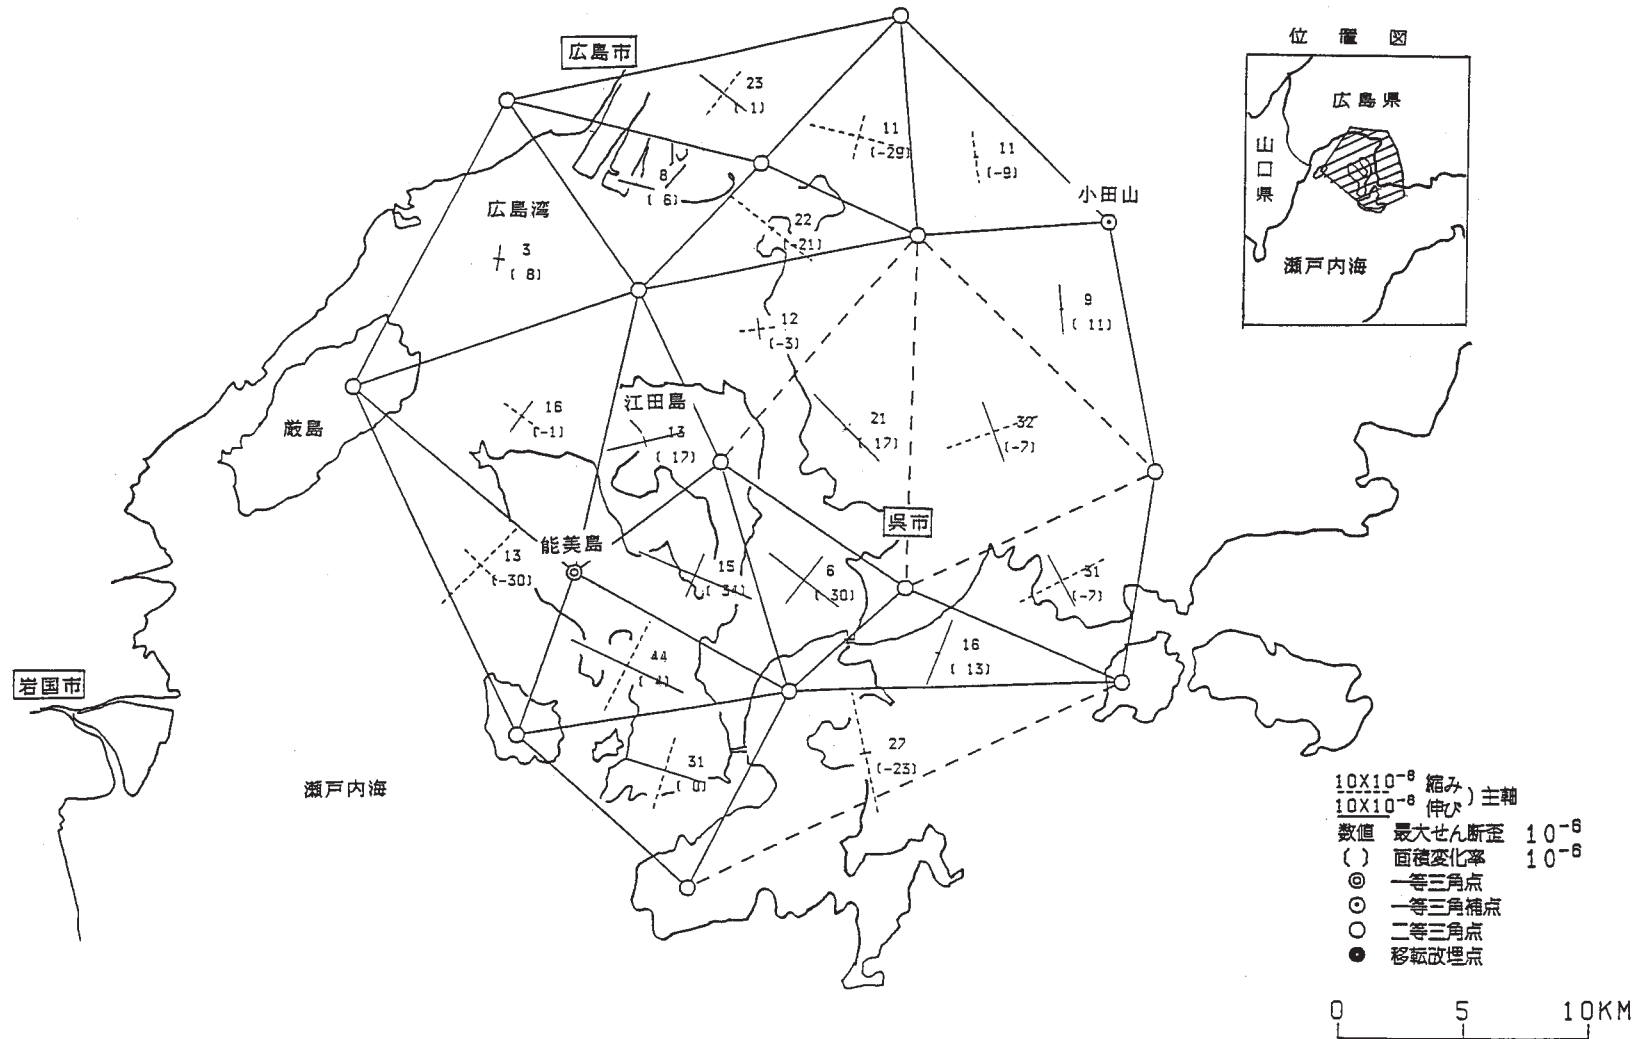 広島市
位置図
広島県
山口県
瀬戸内海
23
(1)
11
(-29)
11
(-9)
8
(6)
小田山
広島湾
22
(-21)
3
(8)
9
(11)
12
(-3)
厳島
16
(-1)
江田島
13
(17)
21
(17)
32
(-7)
呉市
13
(-30)
能美島
15
(34)
6
(30)
31
(-7)
岩国市
44
(4)
16
(13)
31
27
(-23)
瀬戸内海
10X10⁻⁶ 縮み
10X10⁻⁶ 伸び ) 主軸
数値 最大せん断歪 10⁻⁶
( ) 面積変化率 10⁻⁶
◎ 一等三角点
⊙ 一等三角補点
○ 二等三角点
● 移転改埋点
0 5 10KM